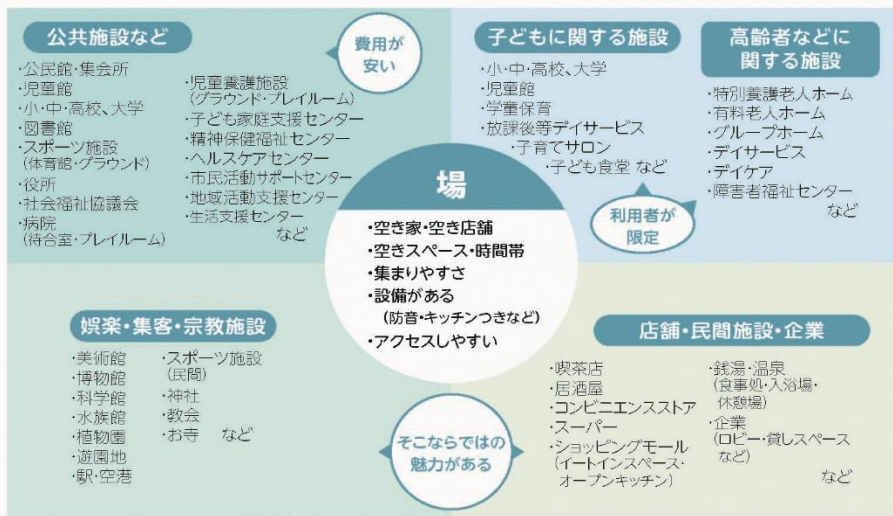 公共施設など
・公民館・集会所
・児童館
・小・中・高校、大学
・図書館
・スポーツ施設
(体育館・グラウンド)
・役所
・社会福祉協議会
・病院
(待合室・プレイルーム)
・児童養護施設
(グラウンド・プレイルーム)
・子ども家庭支援センター
・精神保健福祉センター
・ヘルスケアセンター
・市民活動サポートセンター
・地域活動支援センター
・生活支援センター
など
費用が
安い
子どもに関する施設
・小・中・高校、大学
・児童館
・学童保育
・放課後等デイサービス
・子育てサロン
・子ども食堂 など
高齢者などに
関する施設
・特別養護老人ホーム
・有料老人ホーム
・グループホーム
・デイサービス
・デイケア
・障害者福祉センター
など
利用者が
限定
場
・空き家・空き店舗
・空きスペース・時間帯
・集まりやすさ
・設備がある
(防音・キッチンつきなど)
・アクセスしやすい
娯楽・集客・宗教施設
・美術館
・博物館
・科学館
・水族館
・植物園
・遊園地
・駅・空港
・スポーツ施設
(民間)
・神社
・教会
・お寺 など
そこならではの
魅力がある
店舗・民間施設・企業
・喫茶店
・居酒屋
・コンビニエンスストア
・スーパー
・ショッピングモール
(イートインスペース・
オープンキッチン)
・銭湯・温泉
(食事処・入浴場・
休憩場)
・企業
(ロビー・貸しスペース
など)
など